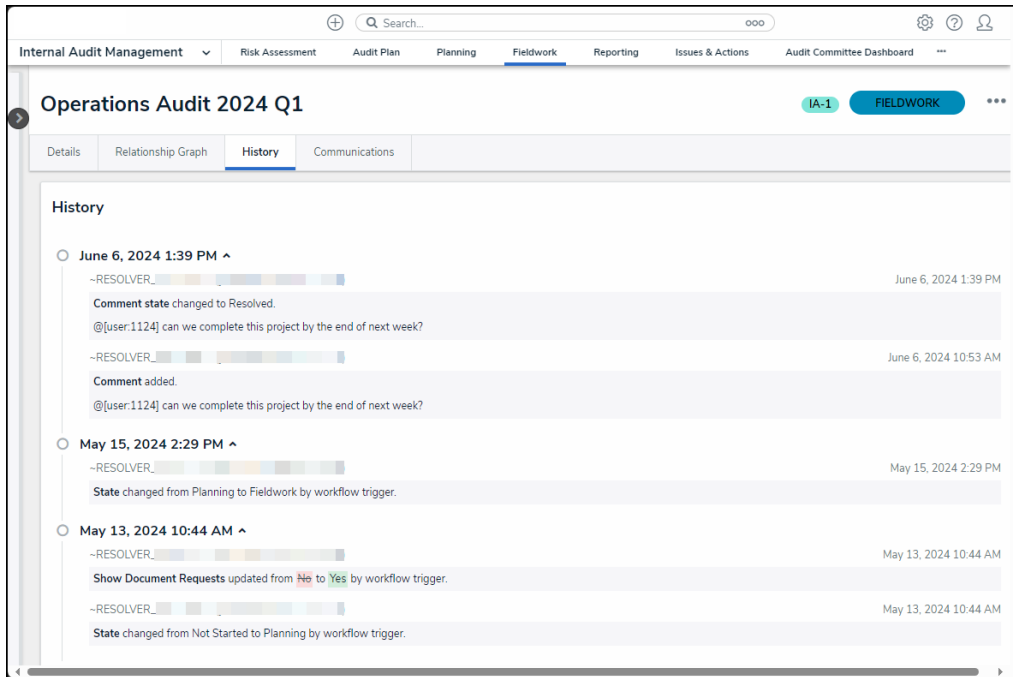 Search...
Internal Audit Management Risk Assessment Audit Plan Planning Fieldwork Reporting Issues & Actions Audit Committee Dashboard
Operations Audit 2024 Q1 IA-1 FIELDWORK
Details Relationship Graph History Communications
History
June 6, 2024 1:39 PM
~RESOLVER_ June 6, 2024 1:39 PM
Comment state changed to Resolved.
@[user:1124] can we complete this project by the end of next week?
~RESOLVER_ June 6, 2024 10:53 AM
Comment added.
@[user:1124] can we complete this project by the end of next week?
May 15, 2024 2:29 PM
~RESOLVER_ May 15, 2024 2:29 PM
State changed from Planning to Fieldwork by workflow trigger.
May 13, 2024 10:44 AM
~RESOLVER_ May 13, 2024 10:44 AM
Show Document Requests updated from No to Yes by workflow trigger.
~RESOLVER_ May 13, 2024 10:44 AM
State changed from Not Started to Planning by workflow trigger.